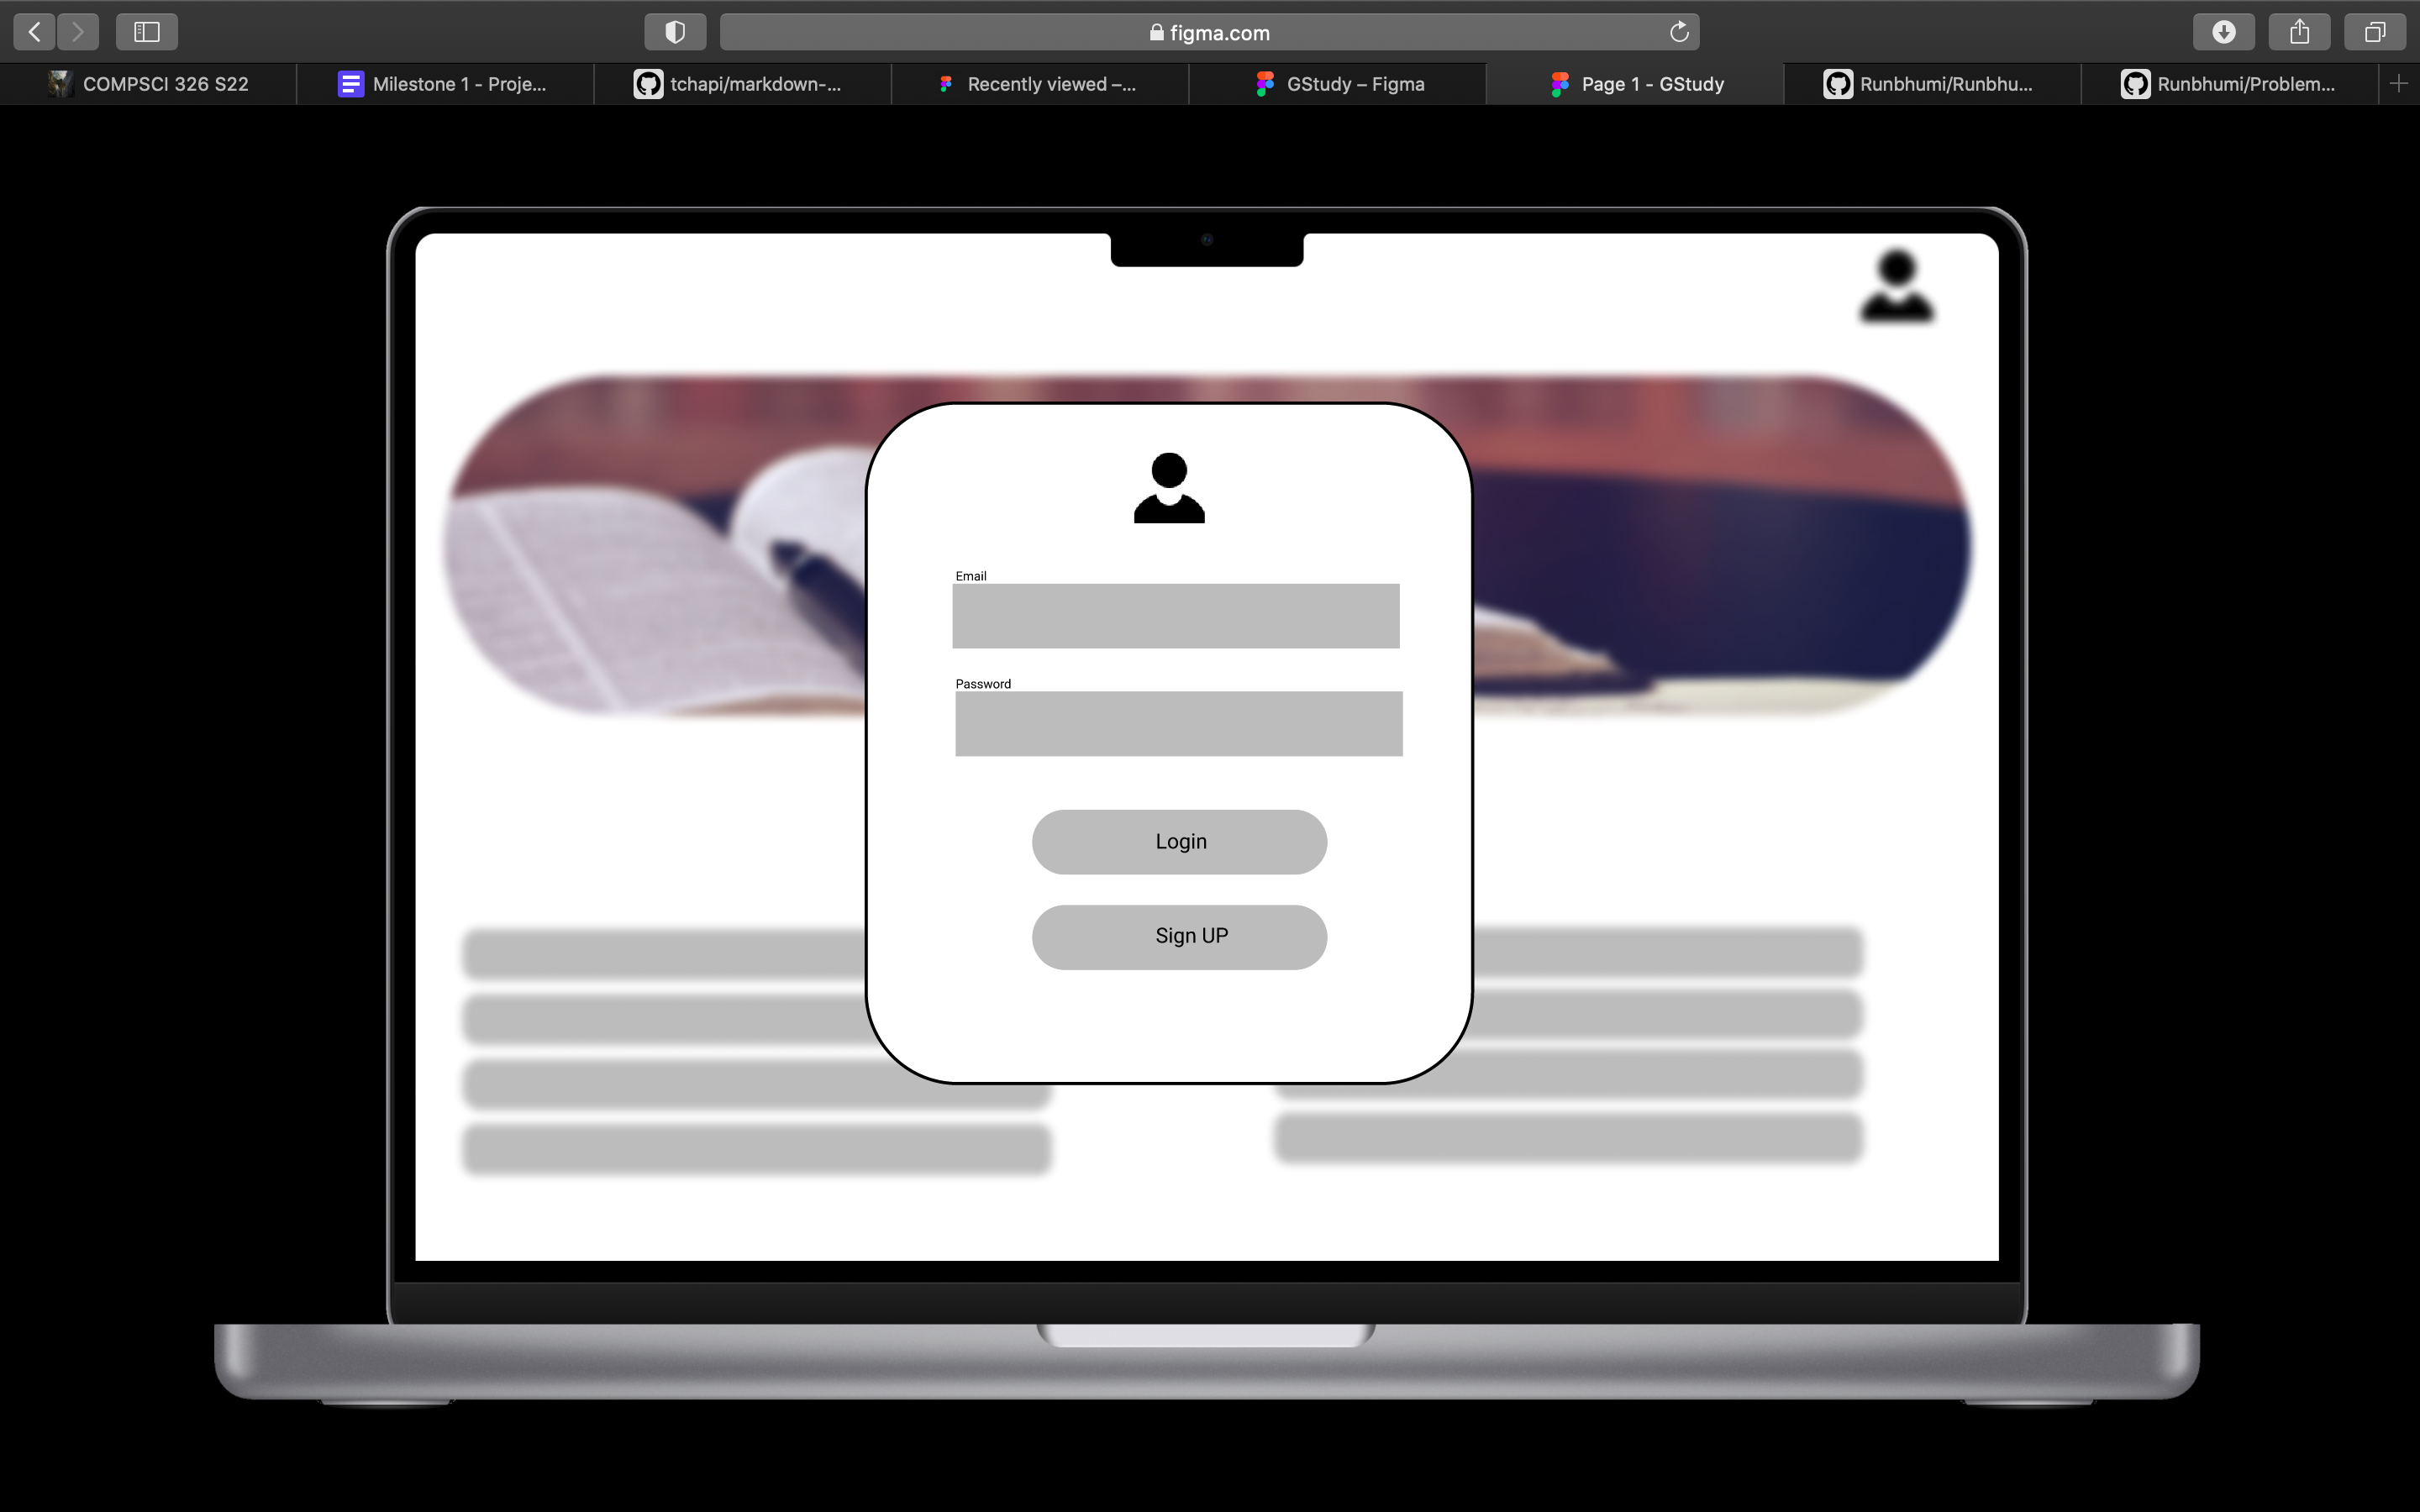 figma.com
COMPSCI 326 S22
Milestone 1 - Proje...
tchapi/markdown-...
Recently viewed –...
GStudy – Figma
Page 1 - GStudy
Runbhumi/Runbhu...
Runbhumi/Problem...
Email
Password
Login
Sign UP